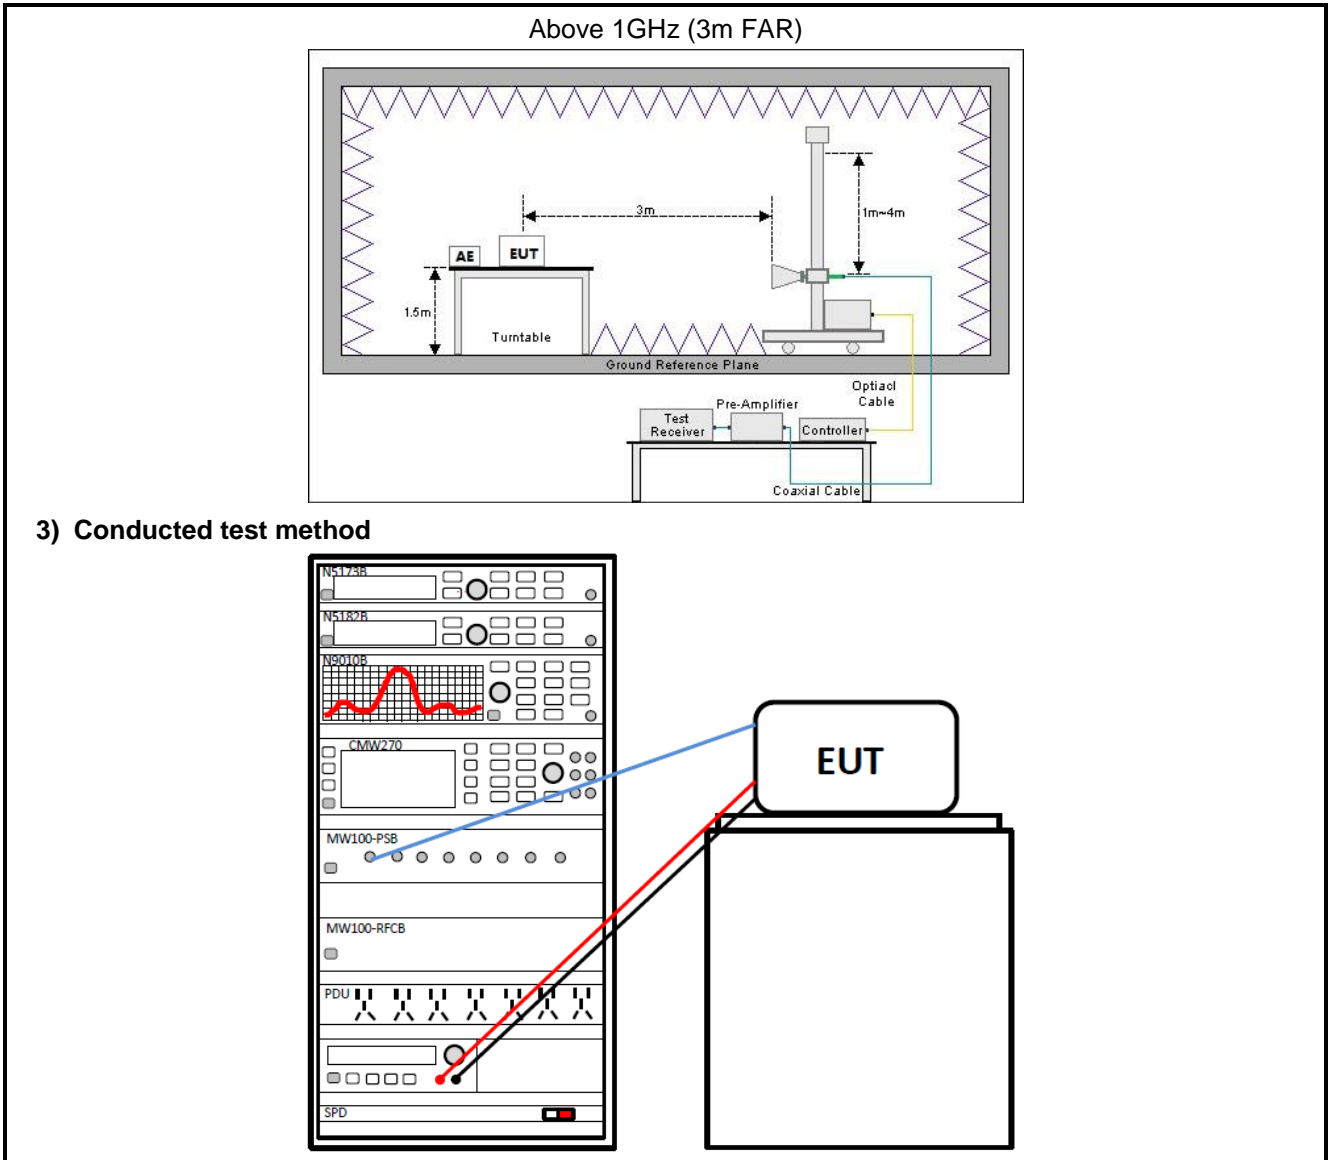 Above 1GHz (3m FAR)
3m
1m~4m
AE
EUT
1.5m
Turntable
Ground Reference Plane
Optiacl
Cable
Pre-Amplifier
Test
Receiver
Controller
Coaxial Cable
3) Conducted test method
N5173B
N5182B
N9010B
CMW270
EUT
MW100-PSB
MW100-RFCB
PDU
SPD